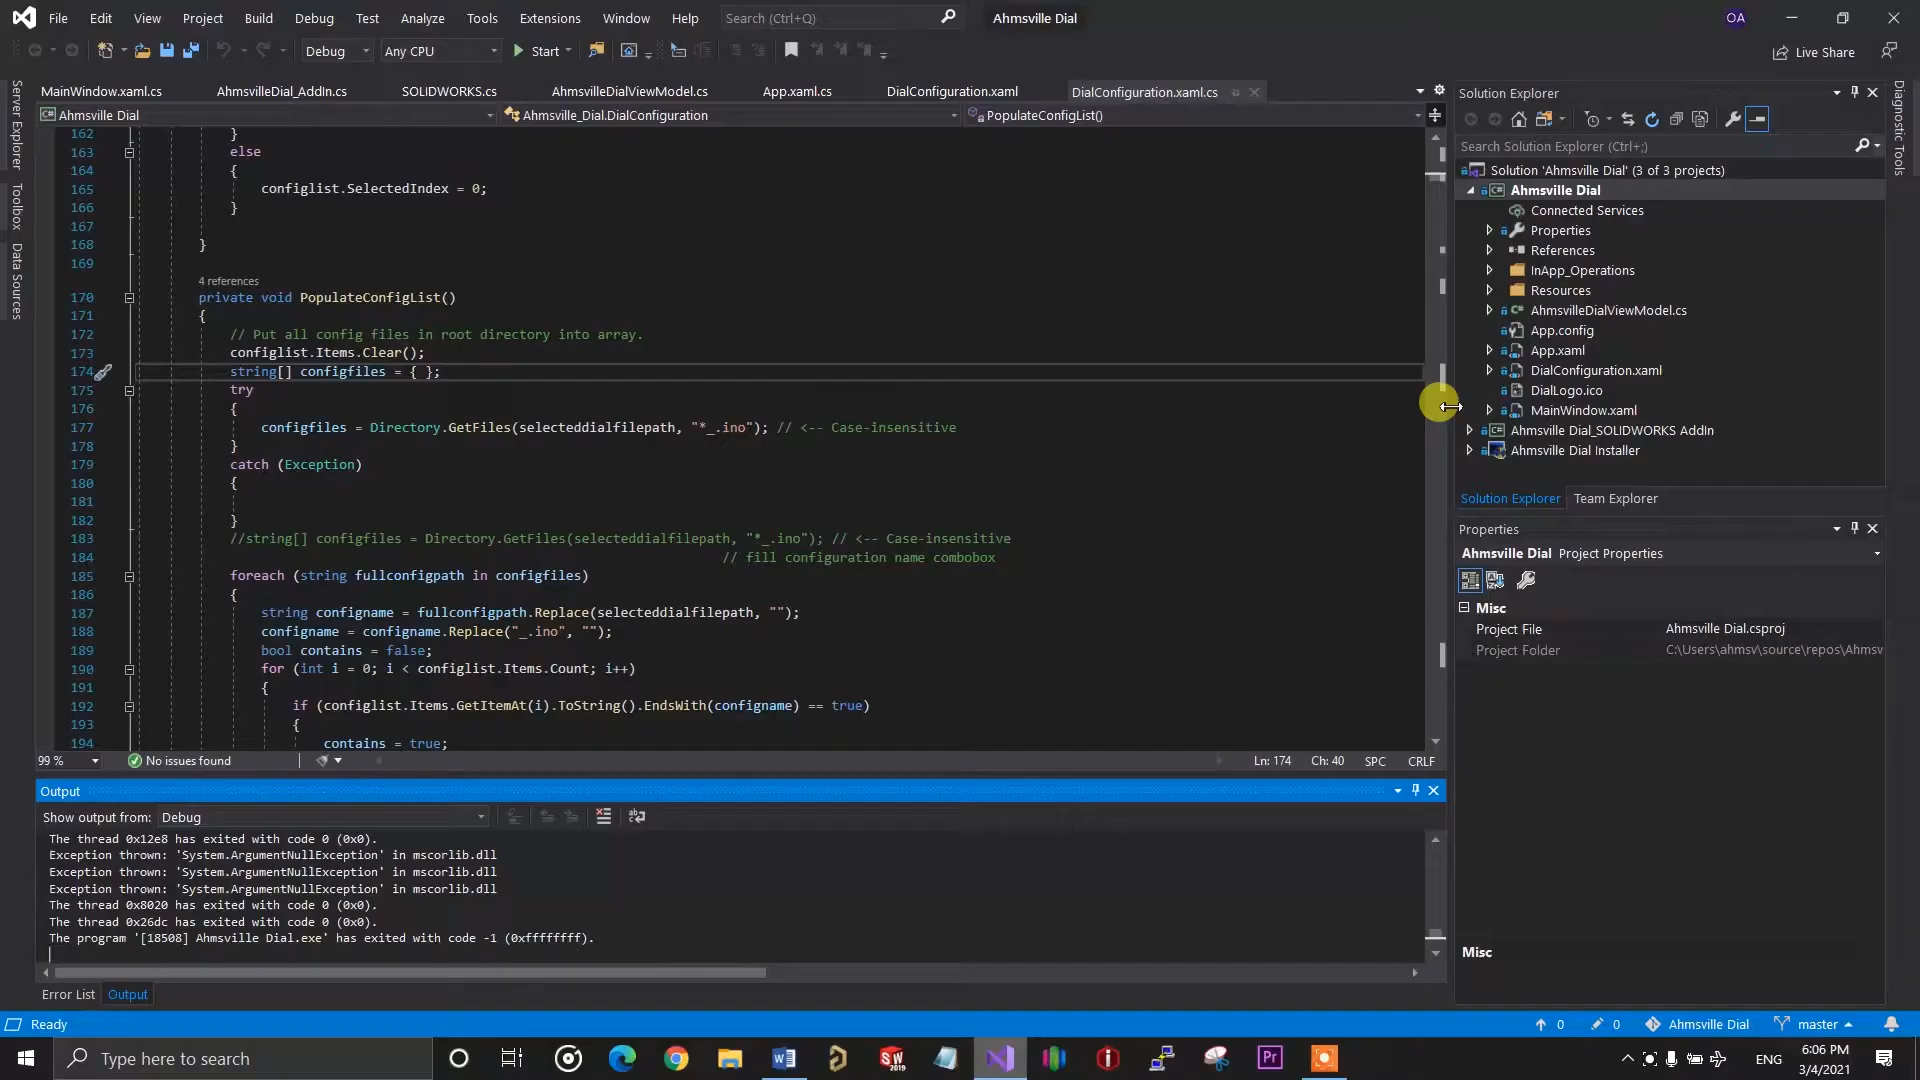 File Edit View Project Build Debug Test Analyze Tools Extensions Window Help Search (Ctrl+Q) Ahmsville Dial OA
Debug Any CPU Start Live Share
MainWindow.xaml.cs AhmsvilleDial_AddIn.cs SOLIDWORKS.cs AhmsvilleDialViewModel.cs App.xaml.cs DialConfiguration.xaml DialConfiguration.xaml.cs
Ahmsville Dial Ahmsville_Dial.DialConfiguration PopulateConfigList()
Server Explorer
Toolbox
Data Sources
162 }
163 else
164 {
165 configlist.SelectedIndex = 0;
166 }
167
168 }
169
4 references
170 private void PopulateConfigList()
171 {
172 // Put all config files in root directory into array.
173 configlist.Items.Clear();
174 string[] configfiles = { };
175 try
176 {
177 configfiles = Directory.GetFiles(selecteddialfilepath, "*_.ino"); // <-- Case-insensitive
178 }
179 catch (Exception)
180 {
181
182 }
183 //string[] configfiles = Directory.GetFiles(selecteddialfilepath, "*_.ino"); // <-- Case-insensitive
184 // fill configuration name combobox
185 foreach (string fullconfigpath in configfiles)
186 {
187 string configname = fullconfigpath.Replace(selecteddialfilepath, "");
188 configname = configname.Replace("_.ino", "");
189 bool contains = false;
190 for (int i = 0; i < configlist.Items.Count; i++)
191 {
192 if (configlist.Items.GetItemAt(i).ToString().EndsWith(configname) == true)
193 {
194 contains = true;
99 % No issues found Ln: 174 Ch: 40 SPC CRLF
Output
Show output from: Debug
The thread 0x12e8 has exited with code 0 (0x0).
Exception thrown: 'System.ArgumentNullException' in mscorlib.dll
Exception thrown: 'System.ArgumentNullException' in mscorlib.dll
Exception thrown: 'System.ArgumentNullException' in mscorlib.dll
The thread 0x8020 has exited with code 0 (0x0).
The thread 0x26dc has exited with code 0 (0x0).
The program '[18508] Ahmsville Dial.exe' has exited with code -1 (0xffffffff).
Error List Output
Solution Explorer
Search Solution Explorer (Ctrl+;)
Solution 'Ahmsville Dial' (3 of 3 projects)
Ahmsville Dial
Connected Services
Properties
References
InApp_Operations
Resources
AhmsvilleDialViewModel.cs
App.config
App.xaml
DialConfiguration.xaml
DialLogo.ico
MainWindow.xaml
Ahmsville Dial_SOLIDWORKS AddIn
Ahmsville Dial Installer
Solution Explorer Team Explorer
Properties
Ahmsville Dial Project Properties
Misc
Project File Ahmsville Dial.csproj
Project Folder C:\Users\ahmsv\source\repos\Ahmsv
Misc
Diagnostic Tools
Ready 0 0 Ahmsville Dial master
Type here to search SW 2019 Pr ENG 6:06 PM
3/4/2021